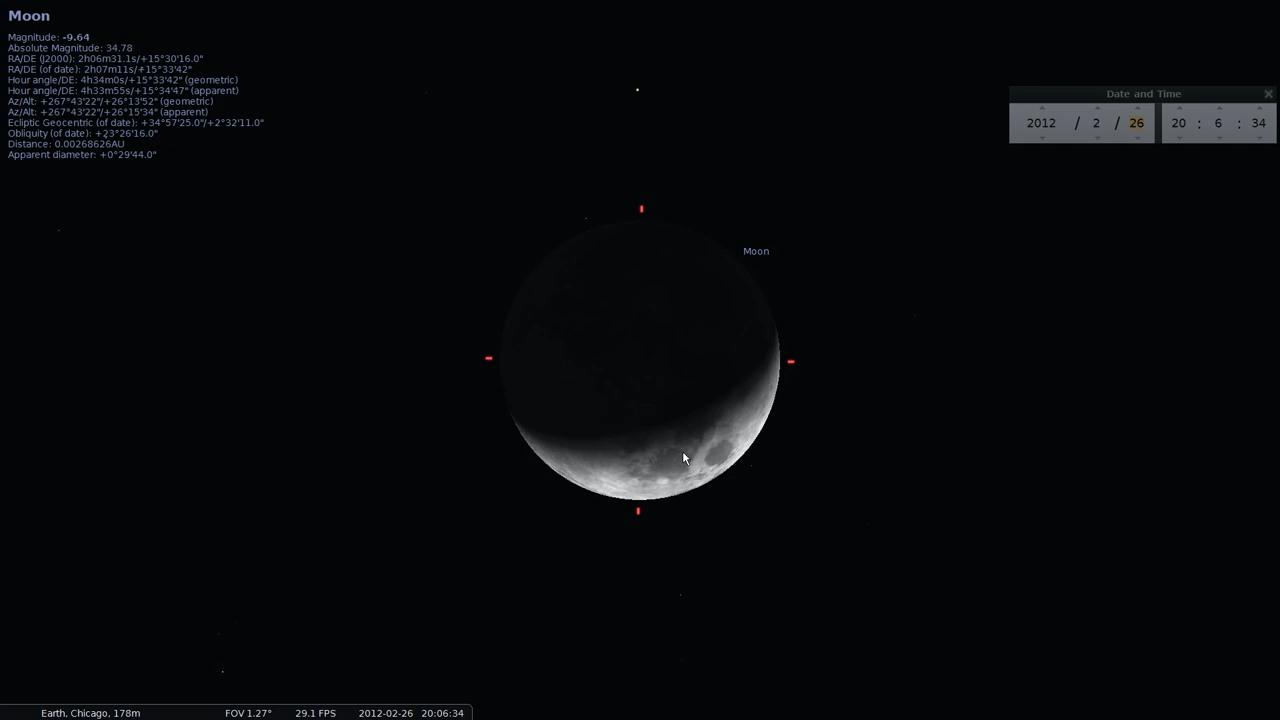 Moon
Magnitude: -9.64
Absolute Magnitude: 34.78
RA/DE (J2000): 2h06m31.1s/+15°30'16.0"
RA/DE (of date): 2h07m11s/+15°33'42"
Hour angle/DE: 4h34m0s/+15°33'42" (geometric)
Hour angle/DE: 4h33m55s/+15°34'47" (apparent)
Az/Alt: +267°43'22"/+26°13'52" (geometric)
Az/Alt: +267°43'22"/+26°15'34" (apparent)
Ecliptic Geocentric (of date): +34°57'25.0"/+2°32'11.0"
Obliquity (of date): +23°26'16.0"
Distance: 0.00268626AU
Apparent diameter: +0°29'44.0"
Date and Time
2012 / 2 / 26 20 : 6 : 34
Moon
Earth, Chicago, 178m FOV 1.27° 29.1 FPS 2012-02-26 20:06:34